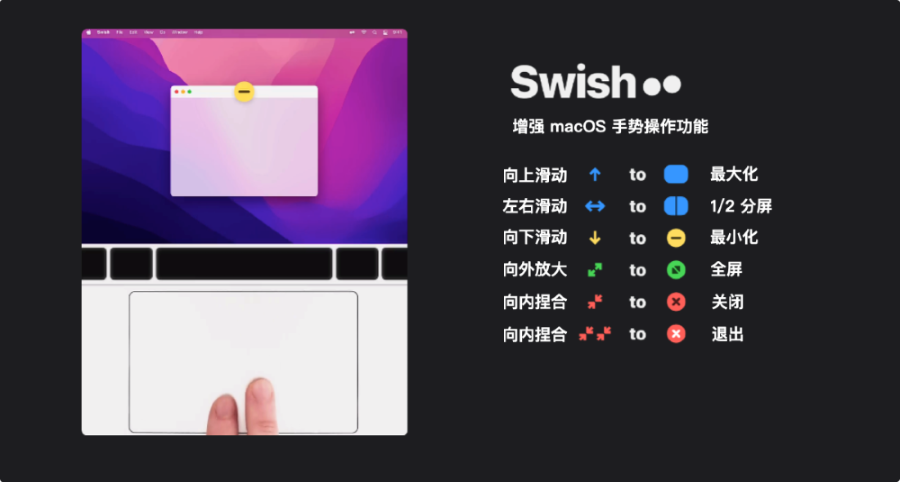 Swish
Swish
增强 macOS 手势操作功能
向上滑动 to 最大化
左右滑动 to 1/2 分屏
向下滑动 to 最小化
向外放大 to 全屏
向内捏合 to 关闭
向内捏合 to 退出